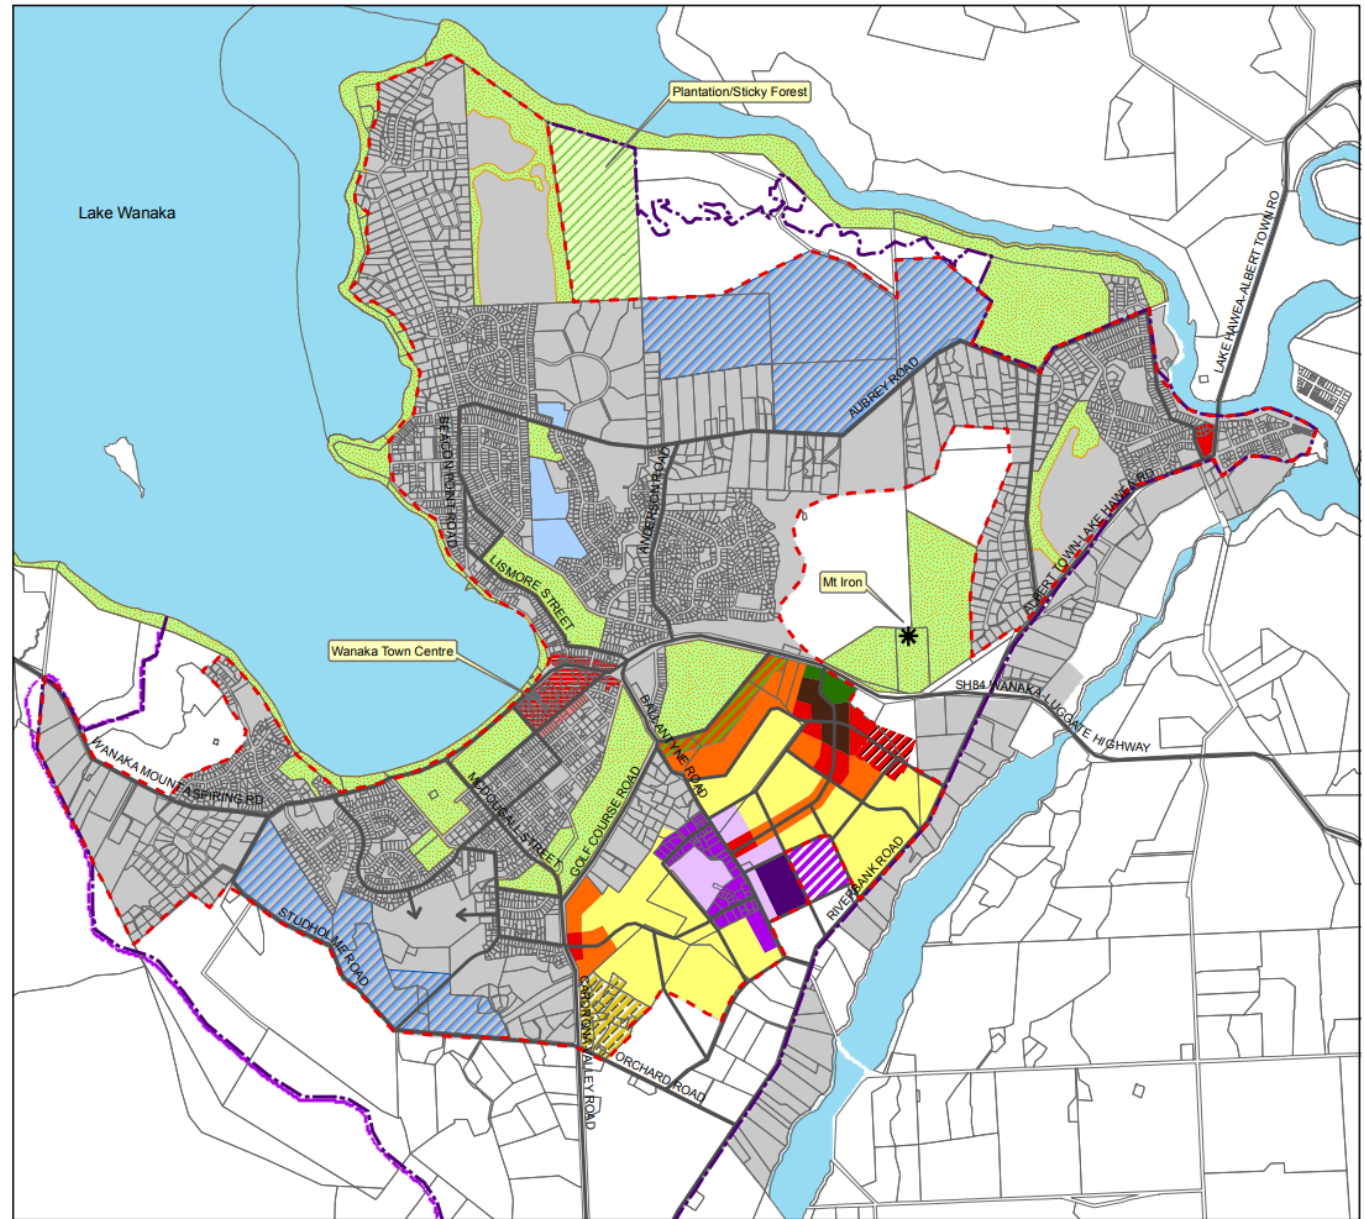 Plantation/Sticky Forest
Lake Wanaka
LAKE HAWEA-ALBERT TOWN RD
AUBREY ROAD
BEACON POINT ROAD
ANDERSON ROAD
ALBERT TOWN-LAKE HAWEA RD
LISMORE STREET
Mt Iron
Wanaka Town Centre
SH84 WANAKA-LUGGATE HIGHWAY
BALLANTYNE ROAD
WANAKA MOUNT ASPIRING RD
MCDOUGALL STREET
GOLF COURSE ROAD
RIVERBANK ROAD
STUDHOLME ROAD
CARDRONA VALLEY ROAD
ORCHARD ROAD